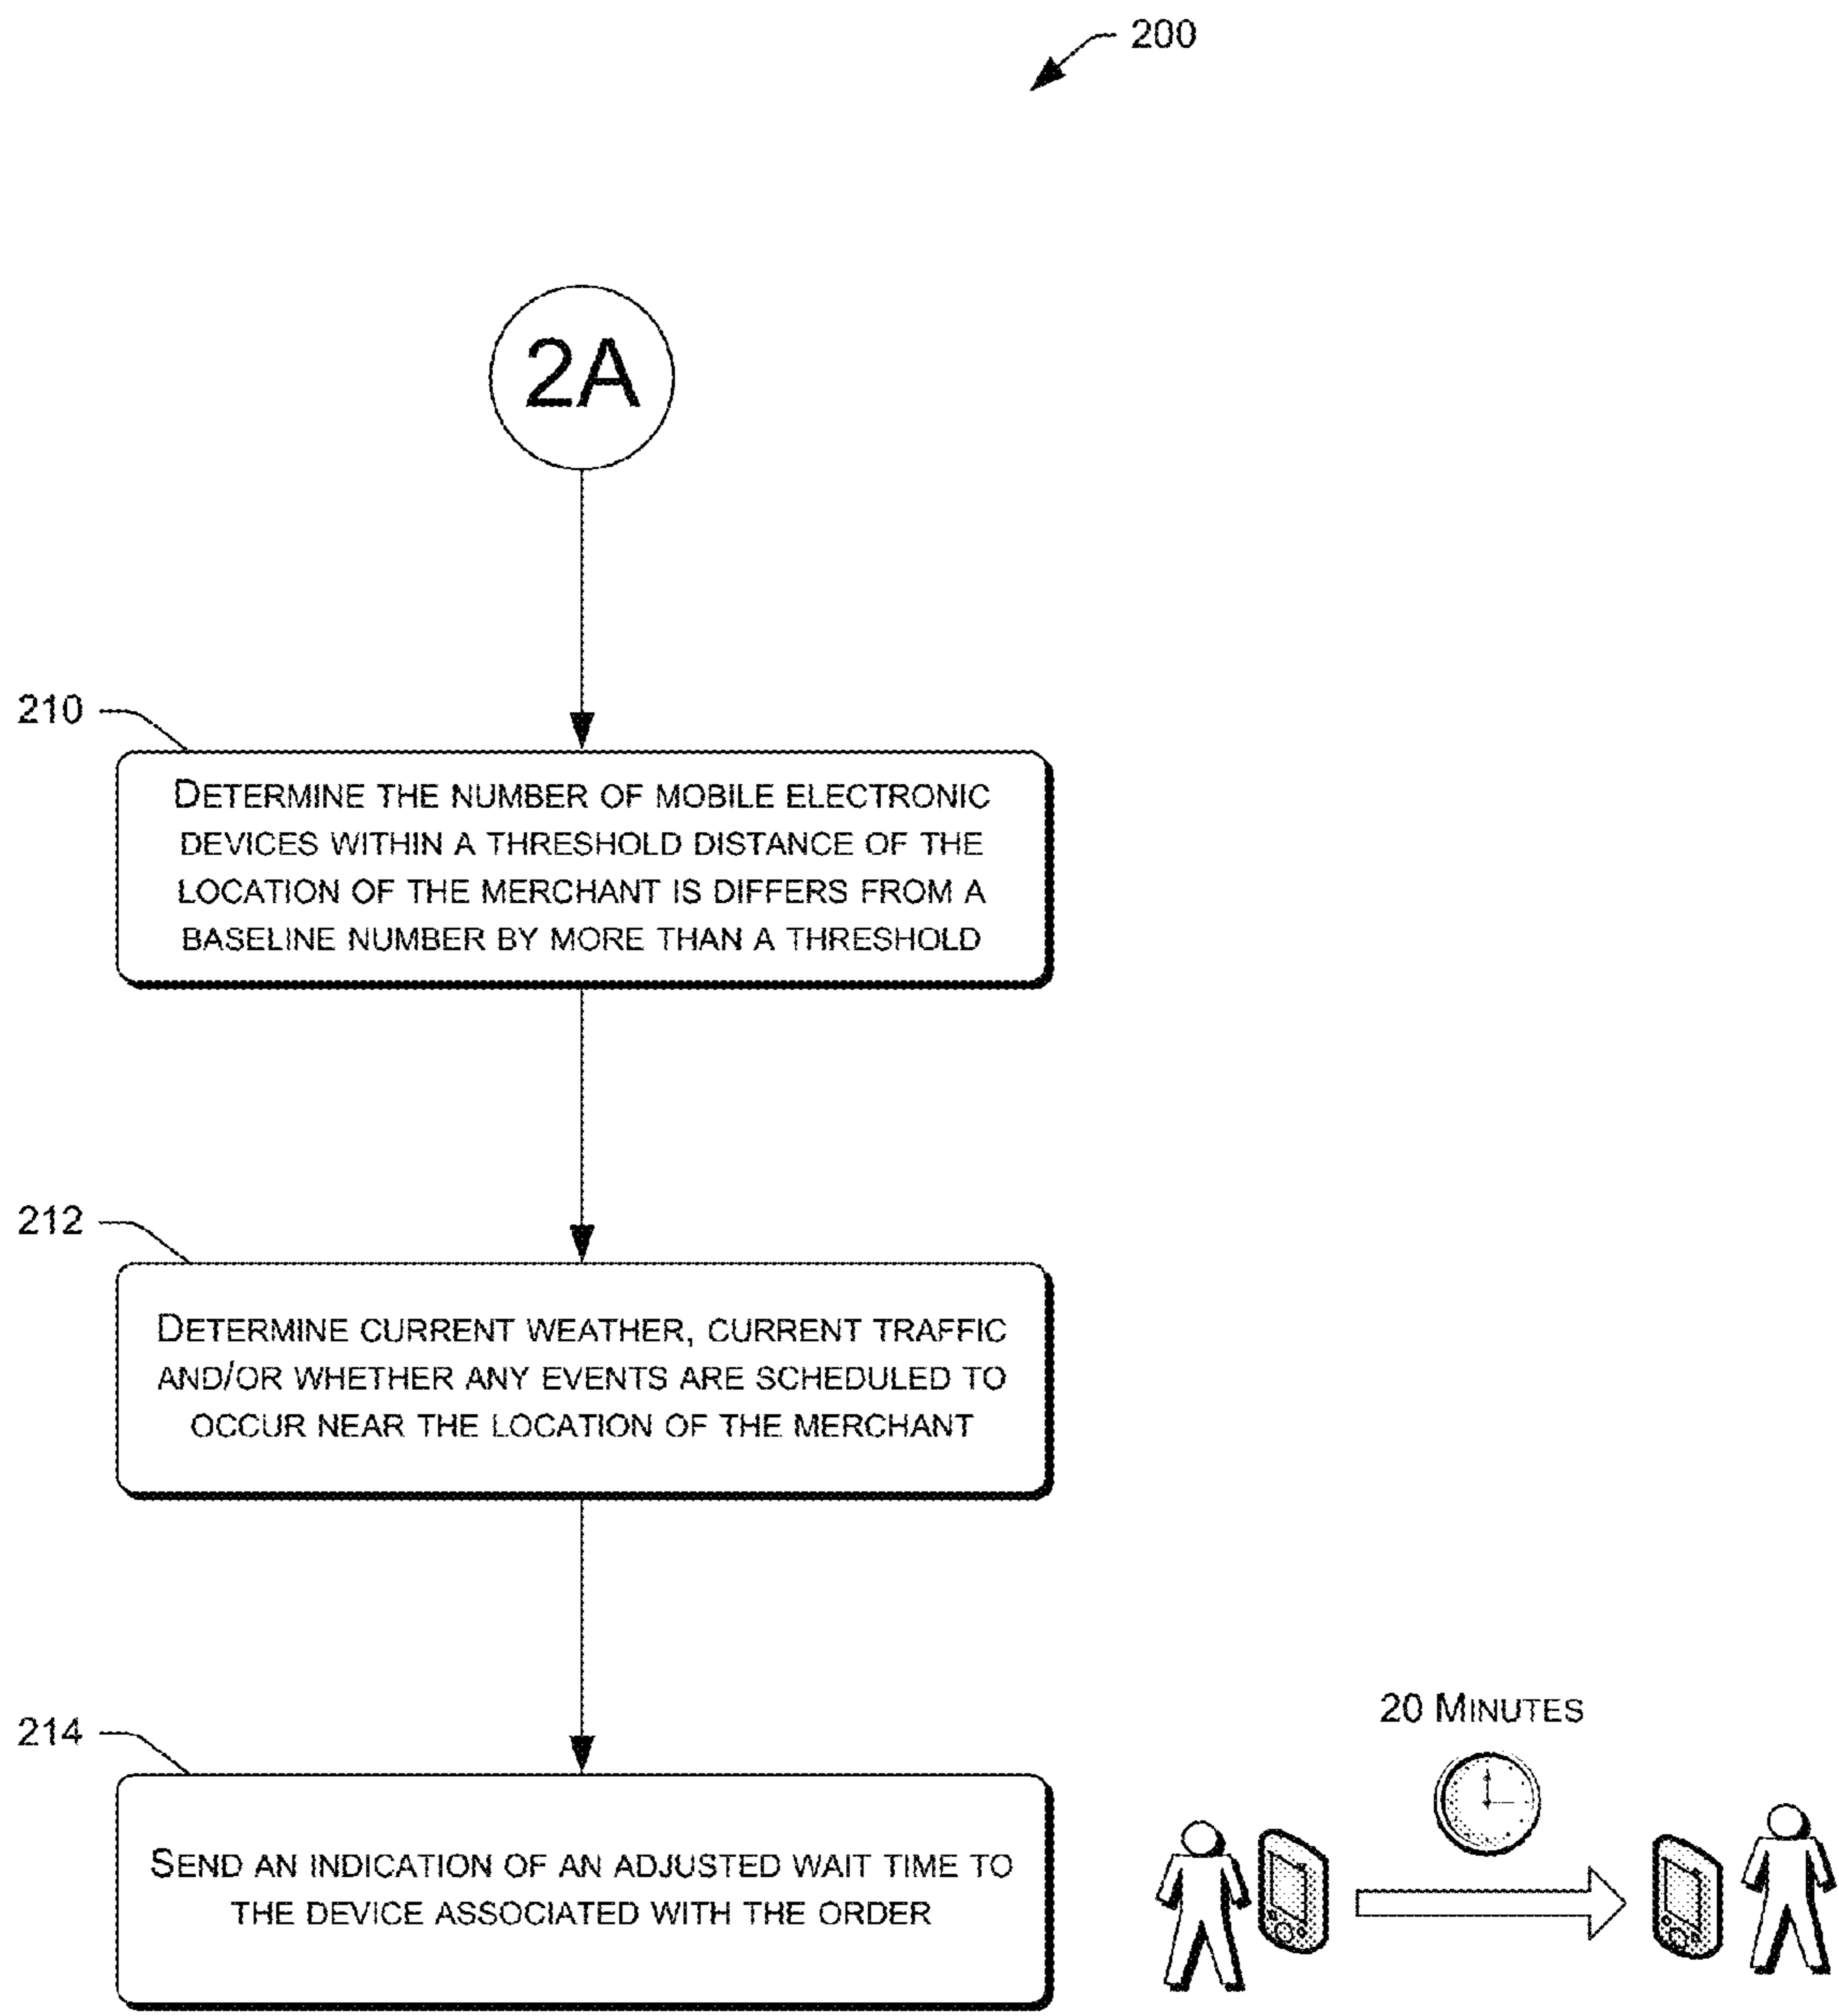 200
2A
210
DETERMINE THE NUMBER OF MOBILE ELECTRONIC
DEVICES WITHIN A THRESHOLD DISTANCE OF THE
LOCATION OF THE MERCHANT IS DIFFERS FROM A
BASELINE NUMBER BY MORE THAN A THRESHOLD
212
DETERMINE CURRENT WEATHER, CURRENT TRAFFIC
AND/OR WHETHER ANY EVENTS ARE SCHEDULED TO
OCCUR NEAR THE LOCATION OF THE MERCHANT
214
SEND AN INDICATION OF AN ADJUSTED WAIT TIME TO
THE DEVICE ASSOCIATED WITH THE ORDER
20 MINUTES